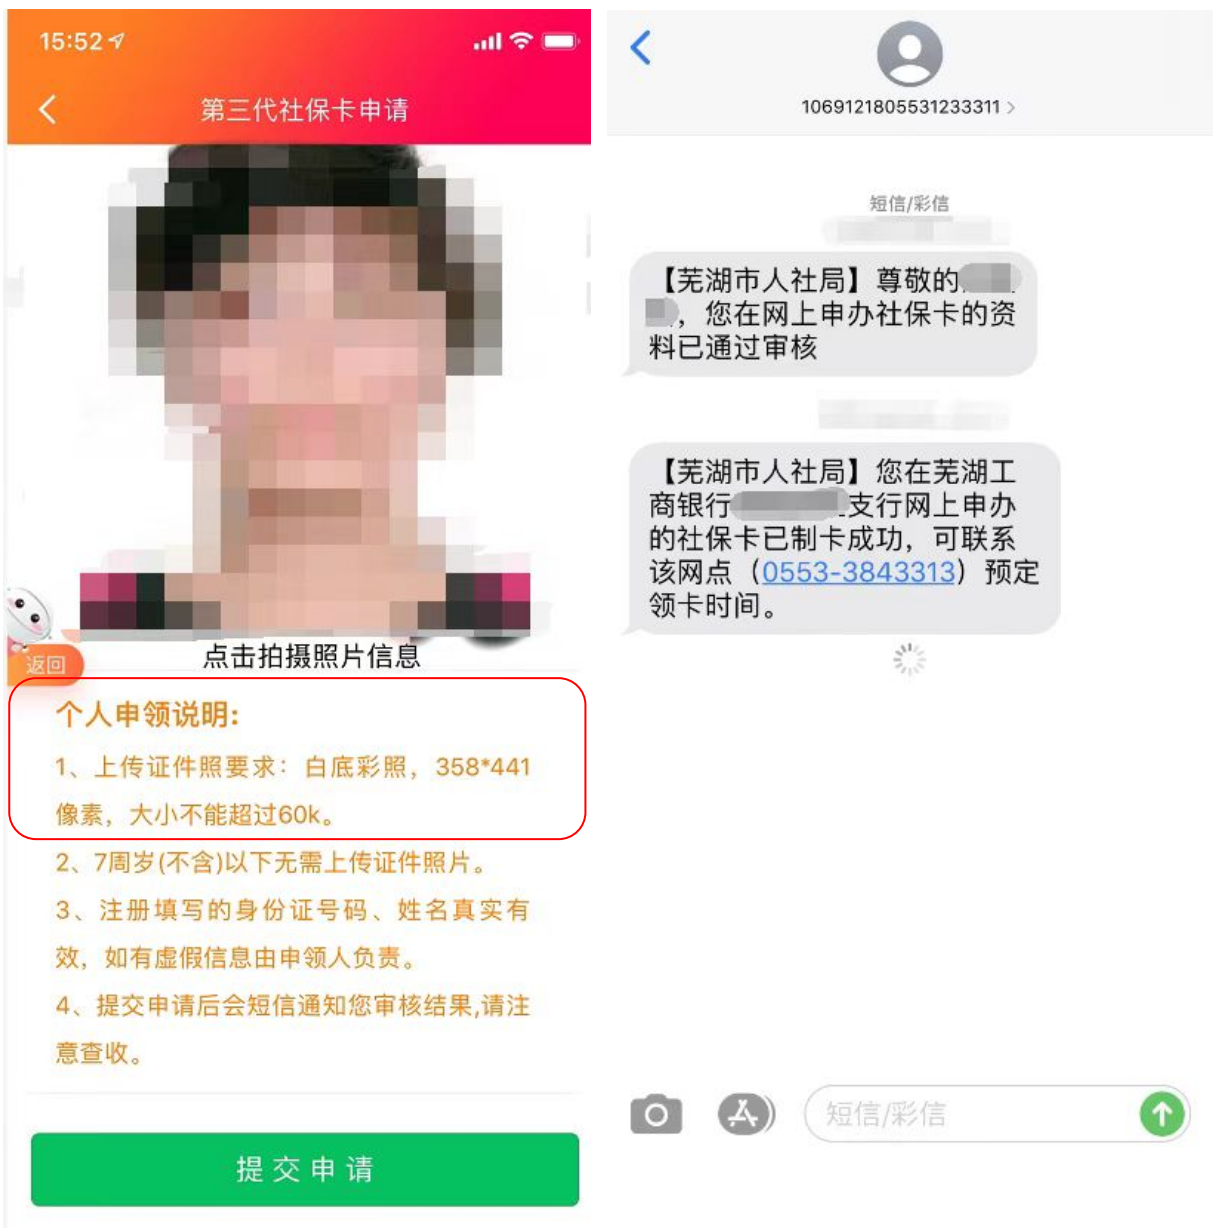 15:52
第三代社保卡申请
点击拍摄照片信息
返回
个人申领说明:
1、上传证件照要求：白底彩照，358*441
像素，大小不能超过60k。
2、7周岁(不含)以下无需上传证件照片。
3、注册填写的身份证号码、姓名真实有
效，如有虚假信息由申领人负责。
4、提交申请后会短信通知您审核结果,请注
意查收。
提交申请
1069121805531233311 >
短信/彩信
【芜湖市人社局】尊敬的
，您在网上申办社保卡的资
料已通过审核
【芜湖市人社局】您在芜湖工
商银行 支行网上申办
的社保卡已制卡成功，可联系
该网点（0553-3843313）预定
领卡时间。
短信/彩信